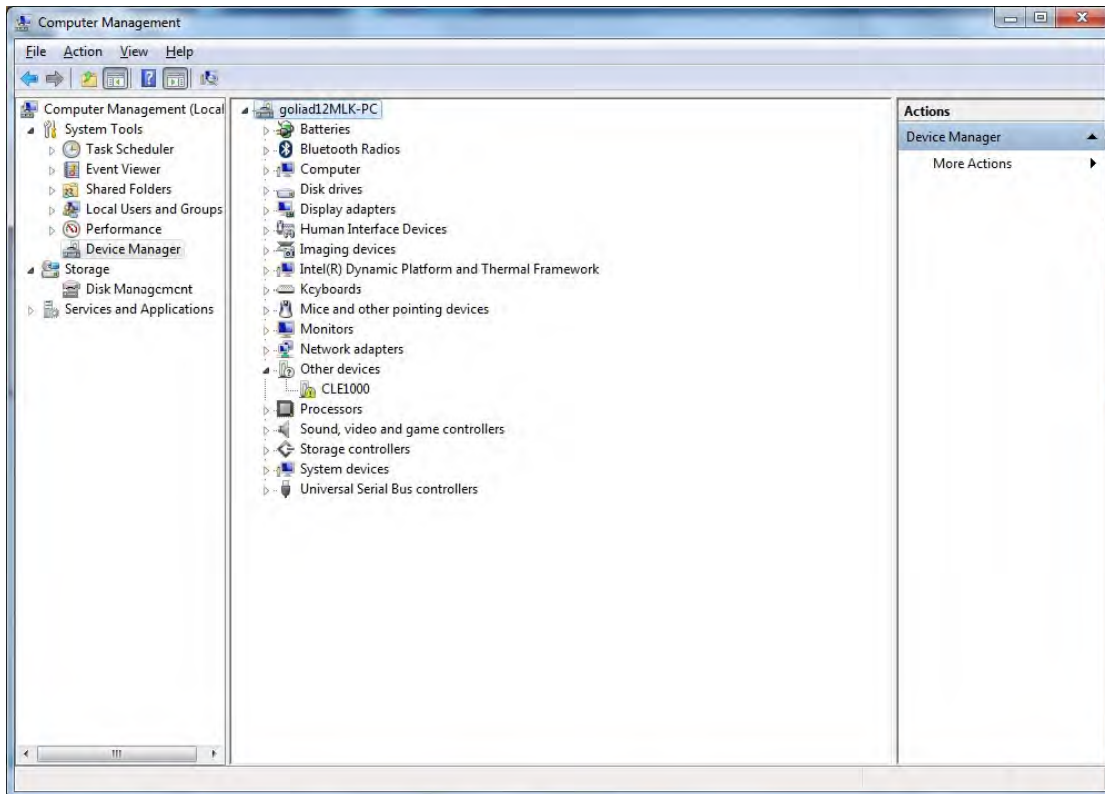 Computer Management
File Action View Help
Computer Management (Local
System Tools
Task Scheduler
Event Viewer
Shared Folders
Local Users and Groups
Performance
Device Manager
Storage
Disk Management
Services and Applications
goliad12MLK-PC
Batteries
Bluetooth Radios
Computer
Disk drives
Display adapters
Human Interface Devices
Imaging devices
Intel(R) Dynamic Platform and Thermal Framework
Keyboards
Mice and other pointing devices
Monitors
Network adapters
Other devices
CLE1000
Processors
Sound, video and game controllers
Storage controllers
System devices
Universal Serial Bus controllers
Actions
Device Manager
More Actions